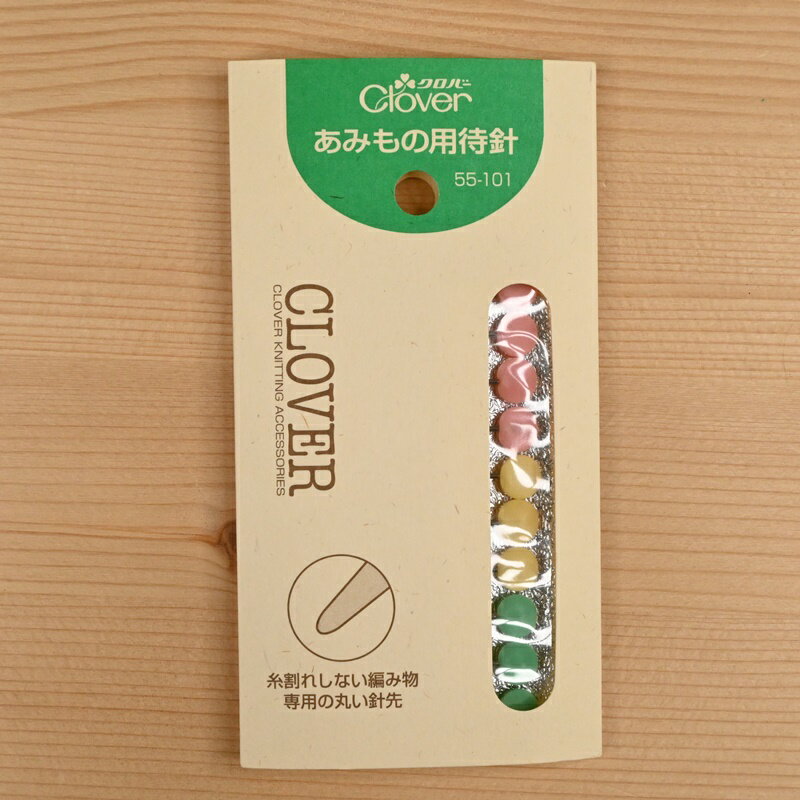 クロバー
Clover
あみもの用待針
55-101
CLOVER
CLOVER KNITTING ACCESSORIES
糸割れしない編み物
専用の丸い針先